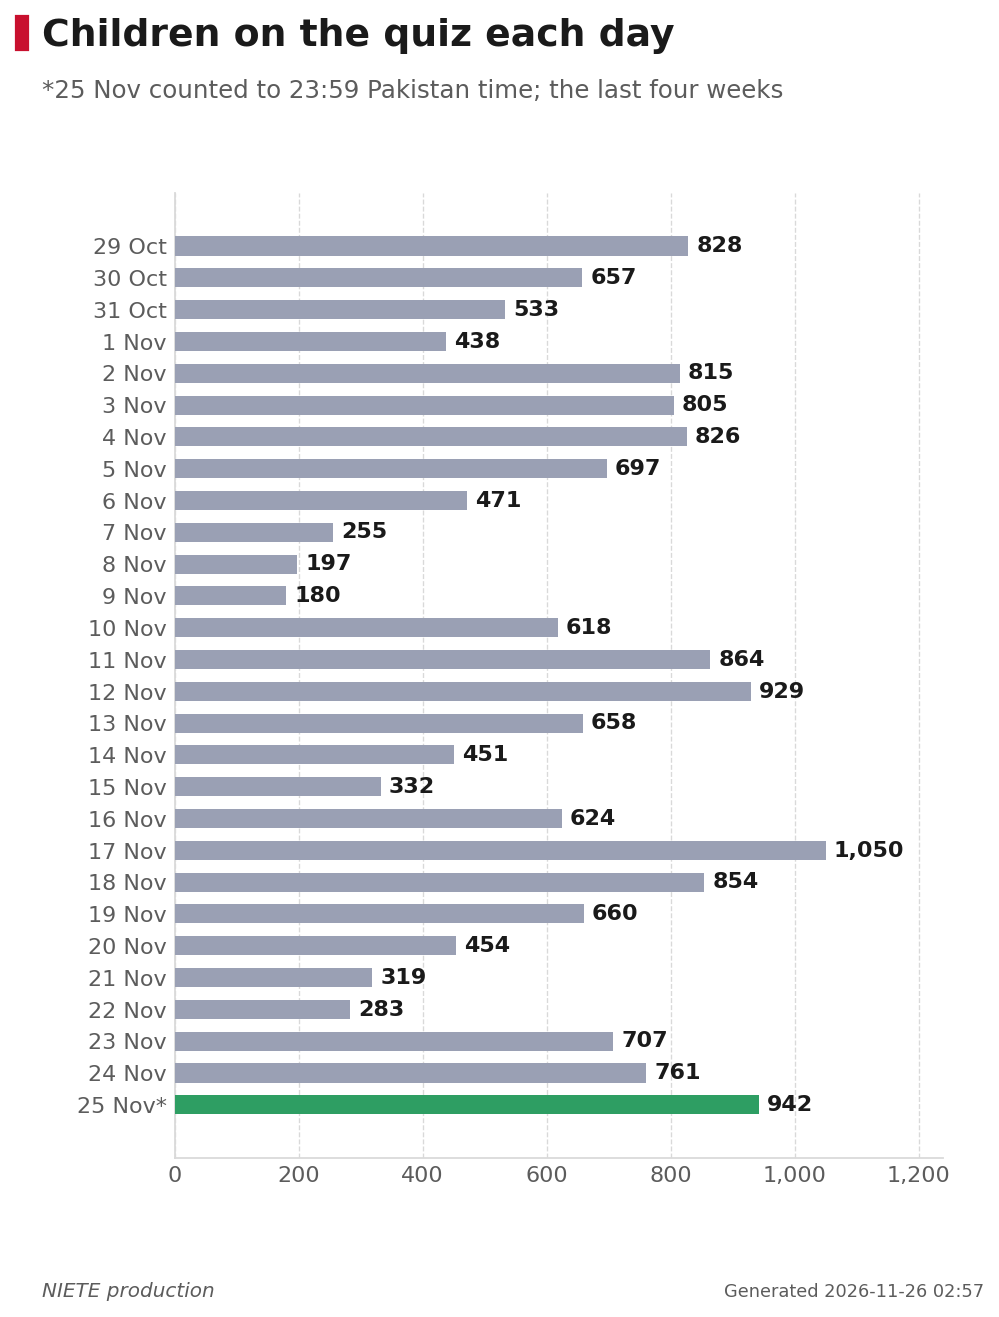 Children on the quiz each day
*25 Nov counted to 23:59 Pakistan time; the last four weeks
29 Oct 828
30 Oct 657
31 Oct 533
1 Nov 438
2 Nov 815
3 Nov 805
4 Nov 826
5 Nov 697
6 Nov 471
7 Nov 255
8 Nov 197
9 Nov 180
10 Nov 618
11 Nov 864
12 Nov 929
13 Nov 658
14 Nov 451
15 Nov 332
16 Nov 624
17 Nov 1,050
18 Nov 854
19 Nov 660
20 Nov 454
21 Nov 319
22 Nov 283
23 Nov 707
24 Nov 761
25 Nov* 942
0 200 400 600 800 1,000 1,200
NIETE production Generated 2026-11-26 02:57